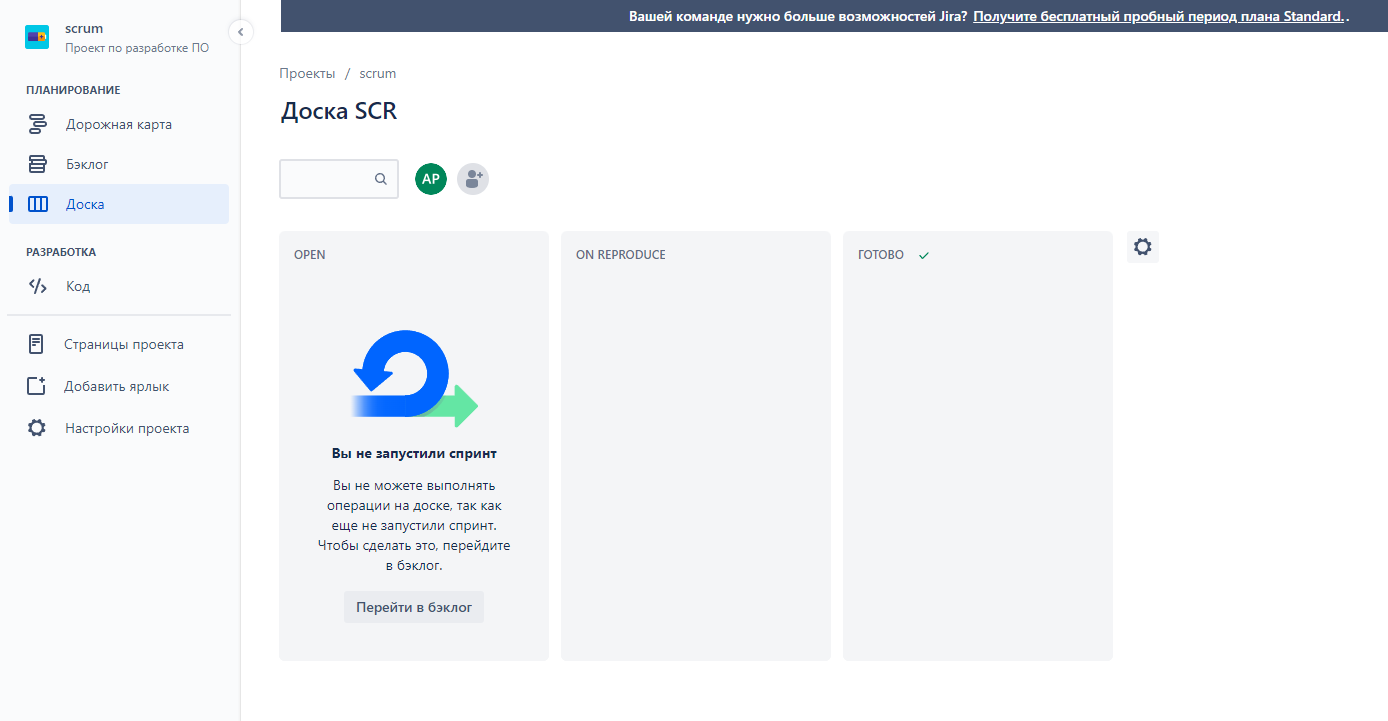 scrum
Проект по разработке ПО
Вашей команде нужно больше возможностей Jira? Получите бесплатный пробный период плана Standard. .
ПЛАНИРОВАНИЕ
Дорожная карта
Бэклог
Доска
РАЗРАБОТКА
Код
Страницы проекта
Добавить ярлык
Настройки проекта
Проекты / scrum
Доска SCR
AP
OPEN
Вы не запустили спринт
Вы не можете выполнять
операции на доске, так как
еще не запустили спринт.
Чтобы сделать это, перейдите
в бэклог.
Перейти в бэклог
ON REPRODUCE
ГОТОВО